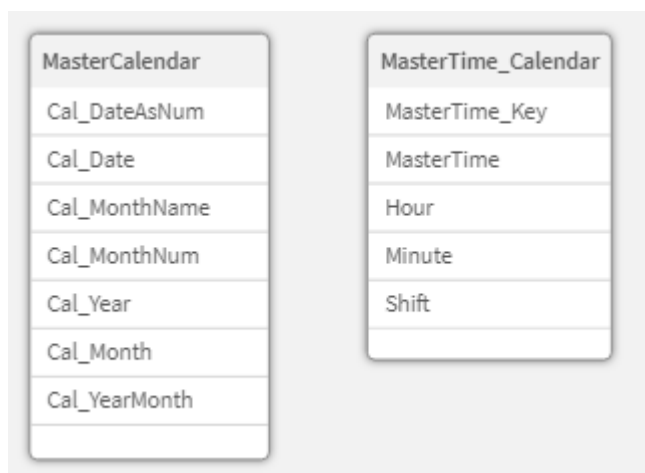 MasterCalendar
Cal_DateAsNum
Cal_Date
Cal_MonthName
Cal_MonthNum
Cal_Year
Cal_Month
Cal_YearMonth
MasterTime_Calendar
MasterTime_Key
MasterTime
Hour
Minute
Shift